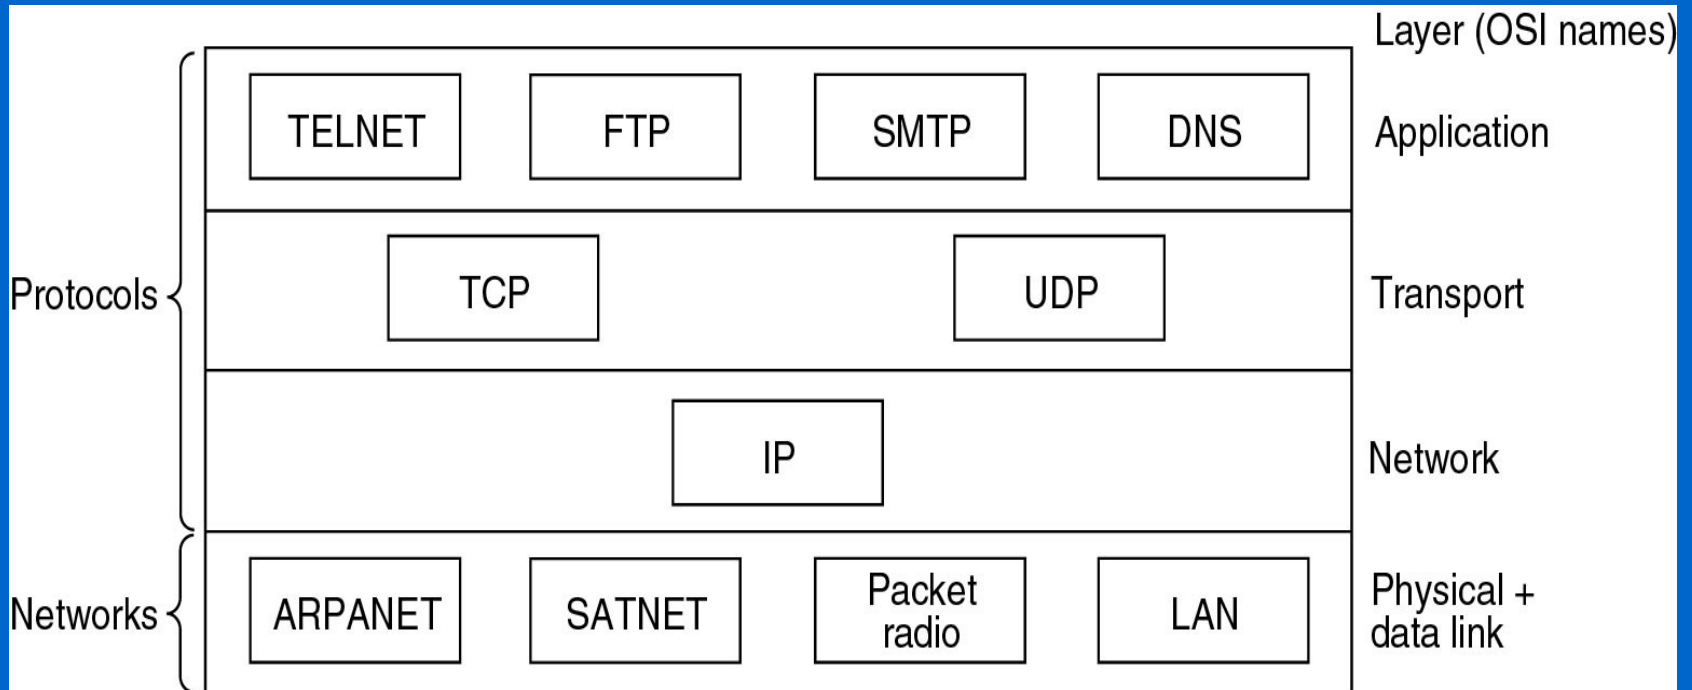 Layer (OSI names)
TELNET FTP SMTP DNS Application
Protocols TCP UDP Transport
IP Network
Networks ARPANET SATNET Packet radio LAN Physical +
data link